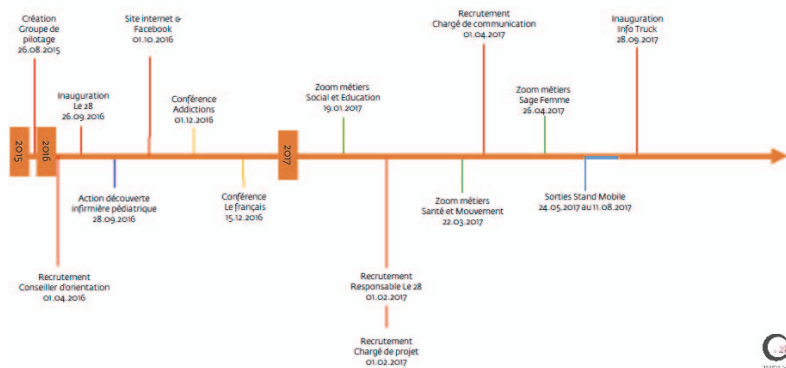 Création
Groupe de
pilotage
26.08.2015
Site internet &
Facebook
01.10.2016
Recrutement
Chargé de communication
01.04.2017
Inauguration
Info Truck
28.09.2017
Inauguration
Le 28
26.09.2016
Conférence
Addictions
01.12.2016
Zoom métiers
Social et Education
19.01.2017
Zoom métiers
Sage Femme
26.04.2017
2015
2016
2017
Action découverte
infirmière pédiatrique
28.09.2016
Conférence
Le français
15.12.2016
Zoom métiers
Santé et Mouvement
22.03.2017
Sorties Stand Mobile
24.05.2017 au 11.08.2017
Recrutement
Conseiller d'orientation
01.04.2016
Recrutement
Responsable Le 28
01.02.2017
Recrutement
Chargé de projet
01.02.2017